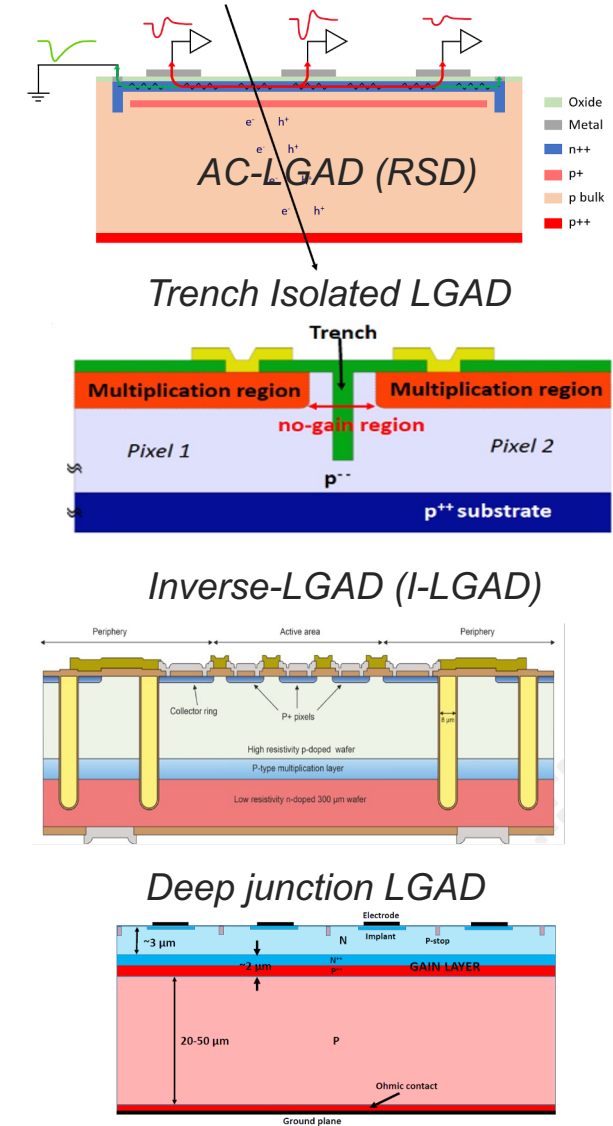 Oxide
Metal
n++
p+
p bulk
p++
e⁻ h⁺
e⁻ h⁺
e⁻ h⁺
e⁻ h⁺
AC-LGAD (RSD)
Trench Isolated LGAD
Trench
Multiplication region
Multiplication region
no-gain region
Pixel 1
Pixel 2
p⁻⁻
p⁺⁺ substrate
Inverse-LGAD (I-LGAD)
Periphery
Active area
Periphery
Collector ring
P+ pixels
8 µm
High resistivity p-doped wafer
P-type multiplication layer
Low resistivity n-doped 300 µm wafer
Deep junction LGAD
Electrode
Implant
P-stop
N
~3 µm
~2 µm
N⁺⁺
P⁺⁺
GAIN LAYER
20-50 µm
P
Ohmic contact
Ground plane